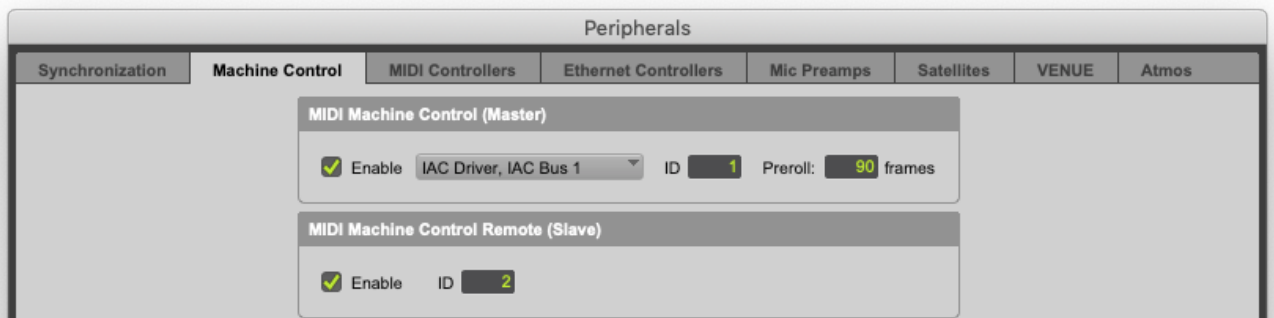 Peripherals
Synchronization Machine Control MIDI Controllers Ethernet Controllers Mic Preamps Satellites VENUE Atmos
MIDI Machine Control (Master)
Enable IAC Driver, IAC Bus 1 ID 1 Preroll: 90 frames
MIDI Machine Control Remote (Slave)
Enable ID 2